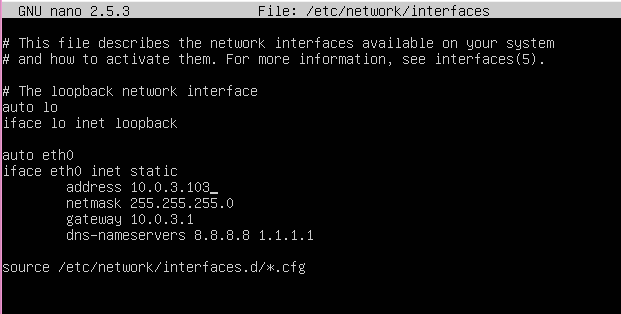 GNU nano 2.5.3 File: /etc/network/interfaces
# This file describes the network interfaces available on your system
# and how to activate them. For more information, see interfaces(5).
# The loopback network interface
auto lo
iface lo inet loopback
auto eth0
iface eth0 inet static
address 10.0.3.103
netmask 255.255.255.0
gateway 10.0.3.1
dns-nameservers 8.8.8.8 1.1.1.1
source /etc/network/interfaces.d/*.cfg